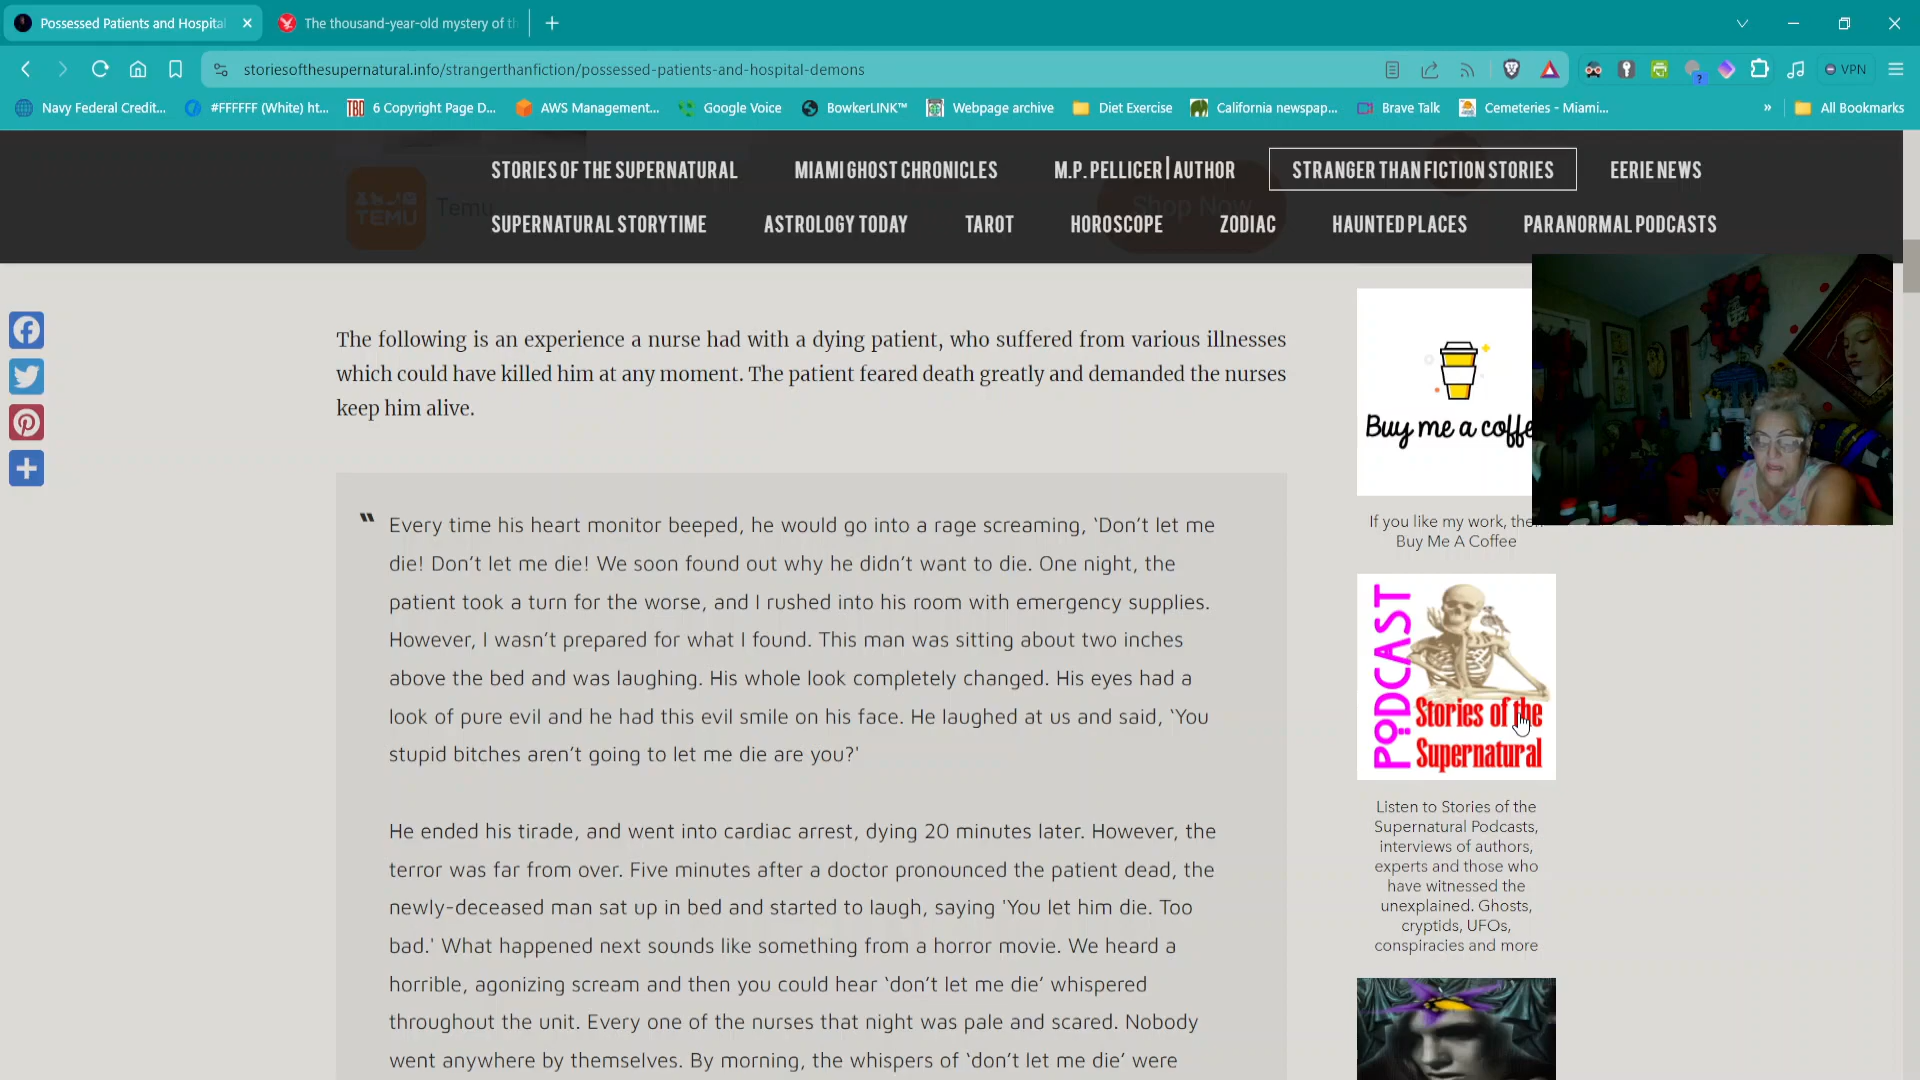 Possessed Patients and Hospital
The thousand-year-old mystery of th
storiesofthesupernatural.info/strangerthanfiction/possessed-patients-and-hospital-demons
VPN
Navy Federal Credit...
#FFFFFF (White) ht...
6 Copyright Page D...
AWS Management...
Google Voice
BowkerLINK™
Webpage archive
Diet Exercise
California newspap...
Brave Talk
Cemeteries - Miami...
»
All Bookmarks
STORIES OF THE SUPERNATURAL
MIAMI GHOST CHRONICLES
M.P. PELLICER | AUTHOR
STRANGER THAN FICTION STORIES
EERIE NEWS
TEMU
Temu
Shop Now
SUPERNATURAL STORYTIME
ASTROLOGY TODAY
TAROT
HOROSCOPE
ZODIAC
HAUNTED PLACES
PARANORMAL PODCASTS
The following is an experience a nurse had with a dying patient, who suffered from various illnesses
which could have killed him at any moment. The patient feared death greatly and demanded the nurses
keep him alive.
" Every time his heart monitor beeped, he would go into a rage screaming, ‘Don’t let me
die! Don’t let me die! We soon found out why he didn’t want to die. One night, the
patient took a turn for the worse, and I rushed into his room with emergency supplies.
However, I wasn’t prepared for what I found. This man was sitting about two inches
above the bed and was laughing. His whole look completely changed. His eyes had a
look of pure evil and he had this evil smile on his face. He laughed at us and said, ‘You
stupid bitches aren’t going to let me die are you?'
He ended his tirade, and went into cardiac arrest, dying 20 minutes later. However, the
terror was far from over. Five minutes after a doctor pronounced the patient dead, the
newly-deceased man sat up in bed and started to laugh, saying 'You let him die. Too
bad.' What happened next sounds like something from a horror movie. We heard a
horrible, agonizing scream and then you could hear ‘don’t let me die’ whispered
throughout the unit. Every one of the nurses that night was pale and scared. Nobody
went anywhere by themselves. By morning, the whispers of ‘don’t let me die’ were
Buy me a coffe
If you like my work, then
Buy Me A Coffee
PODCAST
Stories of the
Supernatural
Listen to Stories of the
Supernatural Podcasts,
interviews of authors,
experts and those who
have witnessed the
unexplained. Ghosts,
cryptids, UFOs,
conspiracies and more